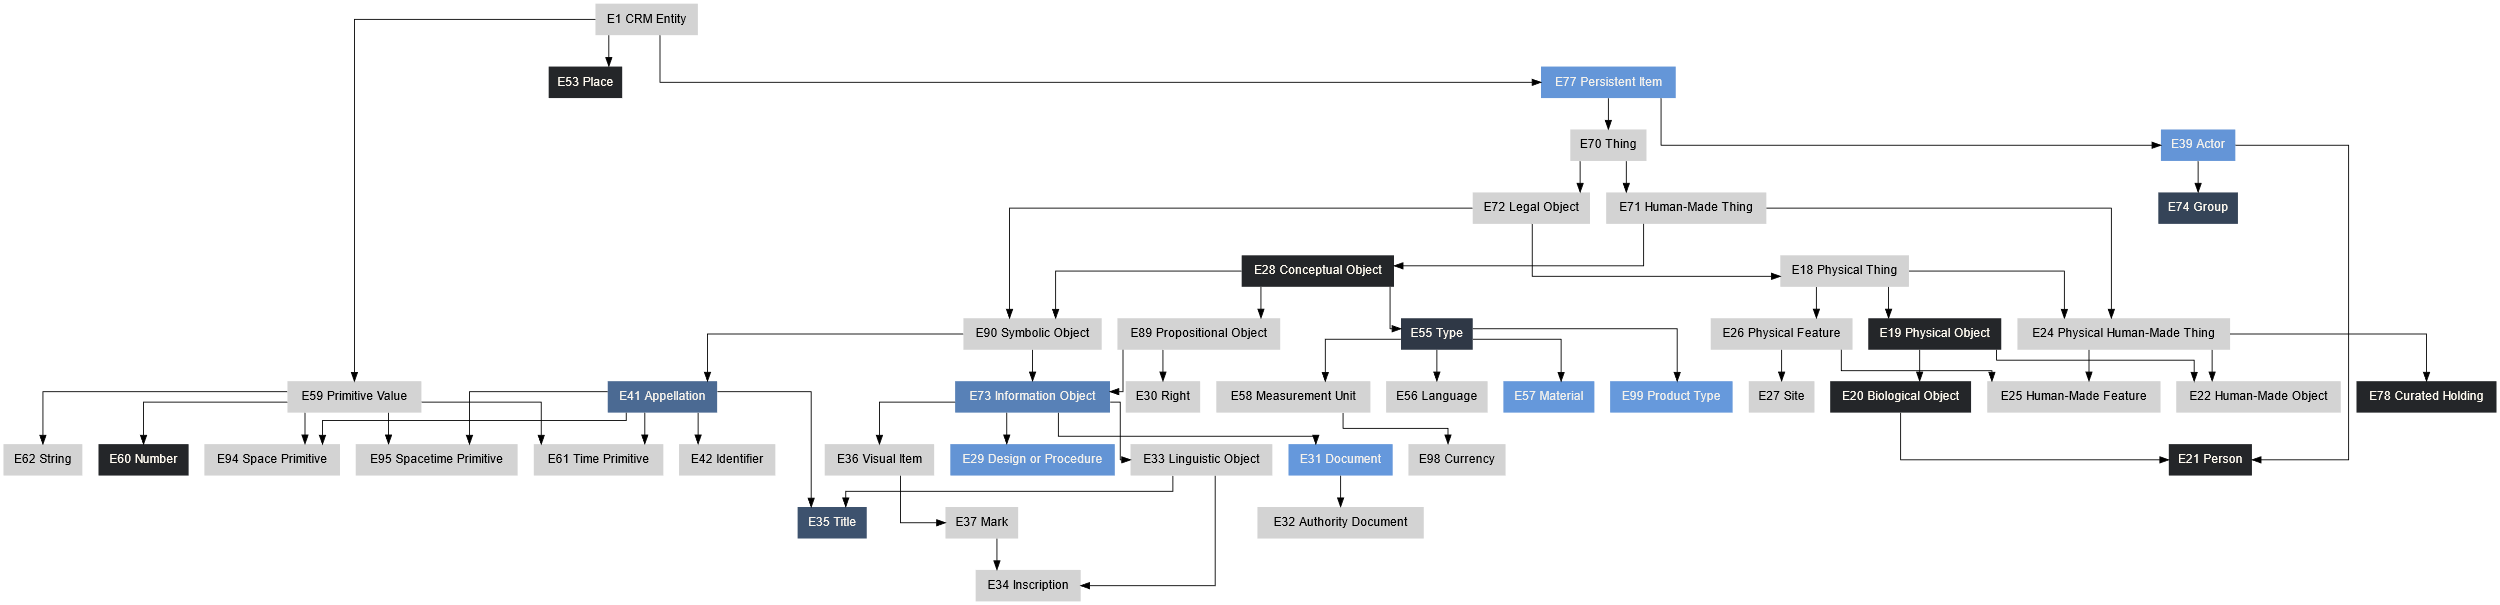 E1 CRM Entity
E53 Place
E77 Persistent Item
E70 Thing
E39 Actor
E72 Legal Object
E71 Human-Made Thing
E74 Group
E28 Conceptual Object
E18 Physical Thing
E90 Symbolic Object
E89 Propositional Object
E55 Type
E26 Physical Feature
E19 Physical Object
E24 Physical Human-Made Thing
E59 Primitive Value
E41 Appellation
E73 Information Object
E30 Right
E58 Measurement Unit
E56 Language
E57 Material
E99 Product Type
E27 Site
E20 Biological Object
E25 Human-Made Feature
E22 Human-Made Object
E78 Curated Holding
E62 String
E60 Number
E94 Space Primitive
E95 Spacetime Primitive
E61 Time Primitive
E42 Identifier
E36 Visual Item
E29 Design or Procedure
E33 Linguistic Object
E31 Document
E98 Currency
E21 Person
E35 Title
E37 Mark
E32 Authority Document
E34 Inscription